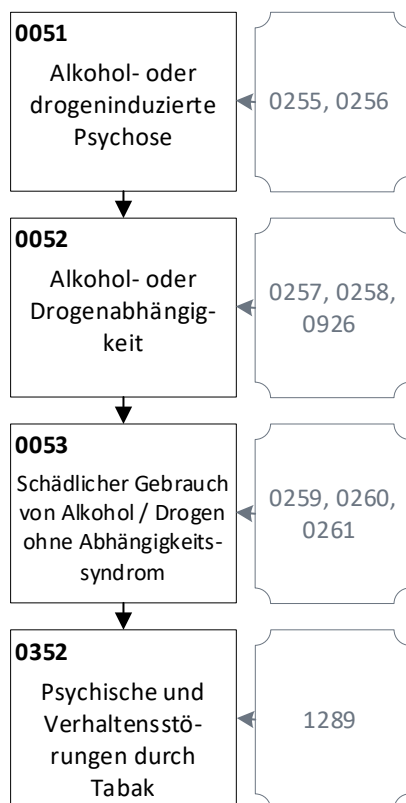 0051
Alkohol- oder
drogeninduzierte
Psychose
0255, 0256
0052
Alkohol- oder
Drogenabhängig-
keit
0257, 0258,
0926
0053
Schädlicher Gebrauch
von Alkohol / Drogen
ohne Abhängigkeits-
syndrom
0259, 0260,
0261
0352
Psychische und
Verhaltensstö-
rungen durch
Tabak
1289